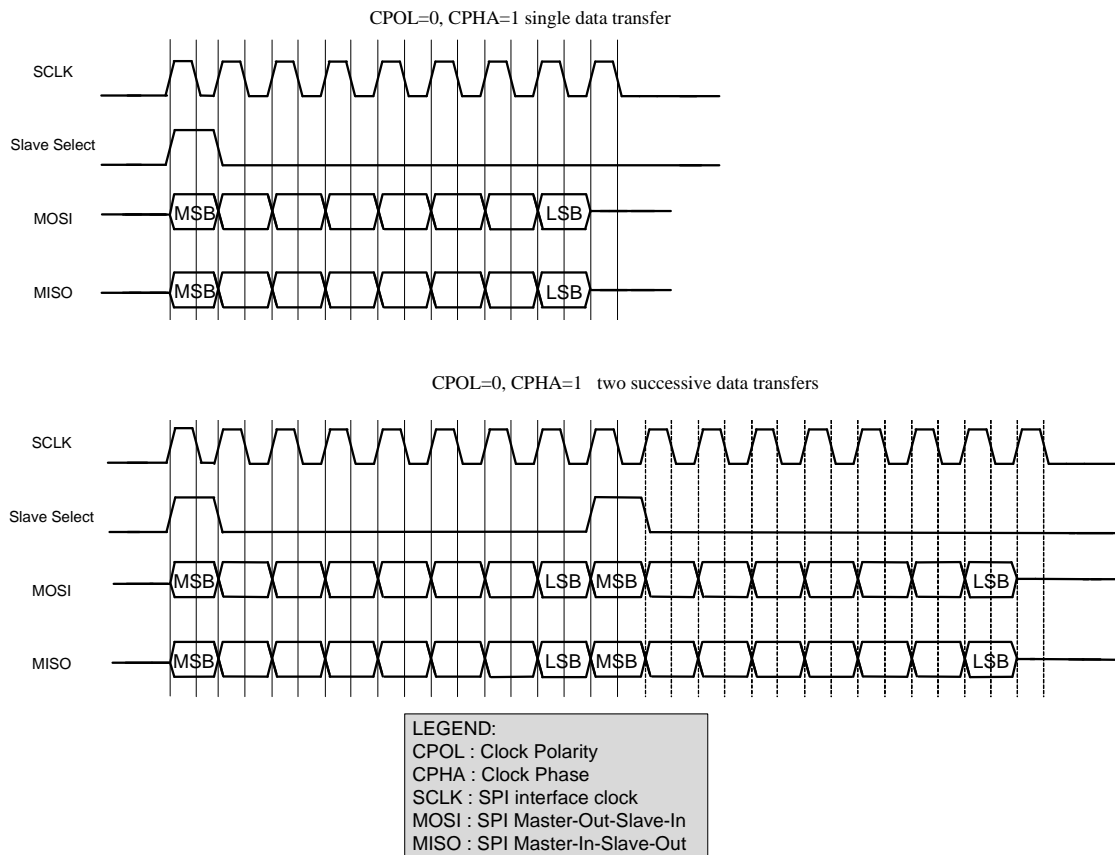 CPOL=0, CPHA=1 single data transfer
SCLK
Slave Select
MOSI
MSB
LSB
MISO
MSB
LSB
CPOL=0, CPHA=1 two successive data transfers
SCLK
Slave Select
MOSI
MSB
LSB
MSB
LSB
MISO
MSB
LSB
MSB
LSB
LEGEND:
CPOL : Clock Polarity
CPHA : Clock Phase
SCLK : SPI interface clock
MOSI : SPI Master-Out-Slave-In
MISO : SPI Master-In-Slave-Out